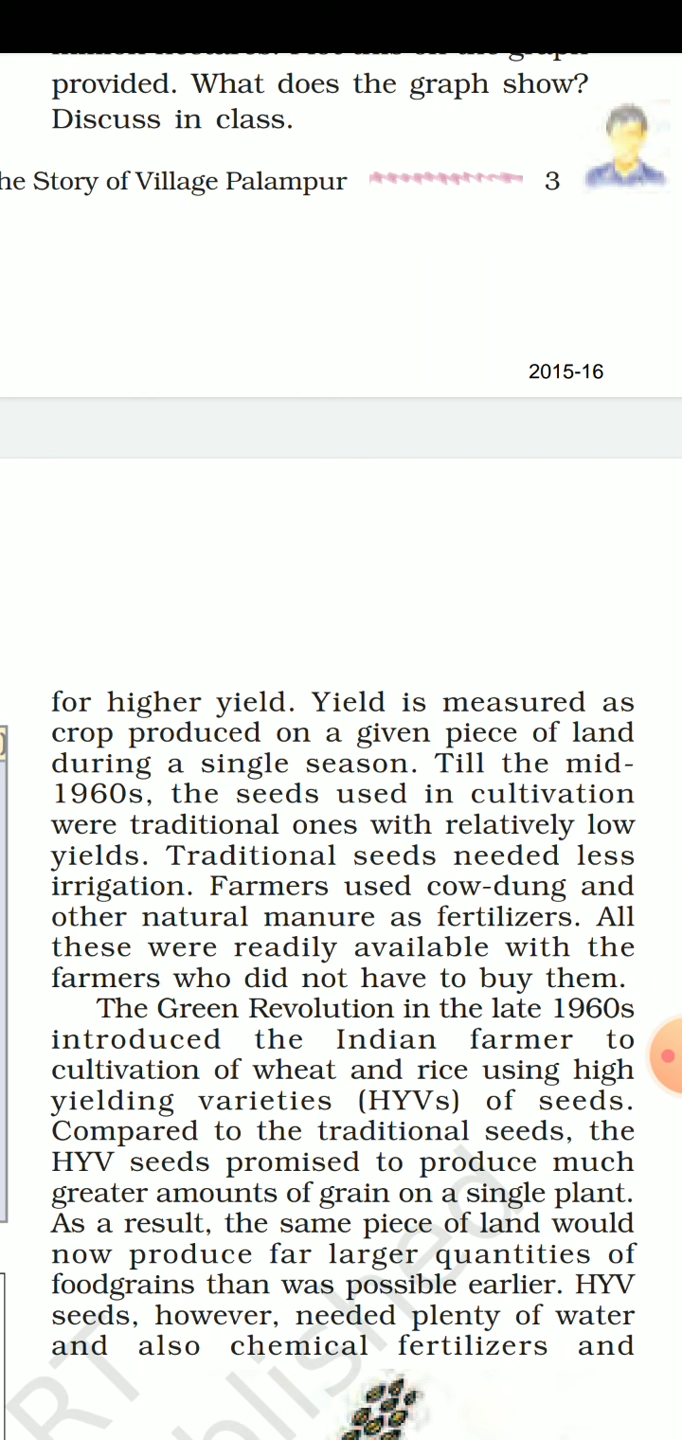 provided. What does the graph show?
Discuss in class.
he Story of Village Palampur 3
2015-16
for higher yield. Yield is measured as
crop produced on a given piece of land
during a single season. Till the mid-
1960s, the seeds used in cultivation
were traditional ones with relatively low
yields. Traditional seeds needed less
irrigation. Farmers used cow-dung and
other natural manure as fertilizers. All
these were readily available with the
farmers who did not have to buy them.
The Green Revolution in the late 1960s
introduced the Indian farmer to
cultivation of wheat and rice using high
yielding varieties (HYVs) of seeds.
Compared to the traditional seeds, the
HYV seeds promised to produce much
greater amounts of grain on a single plant.
As a result, the same piece of land would
now produce far larger quantities of
foodgrains than was possible earlier. HYV
seeds, however, needed plenty of water
and also chemical fertilizers and
RT
blished